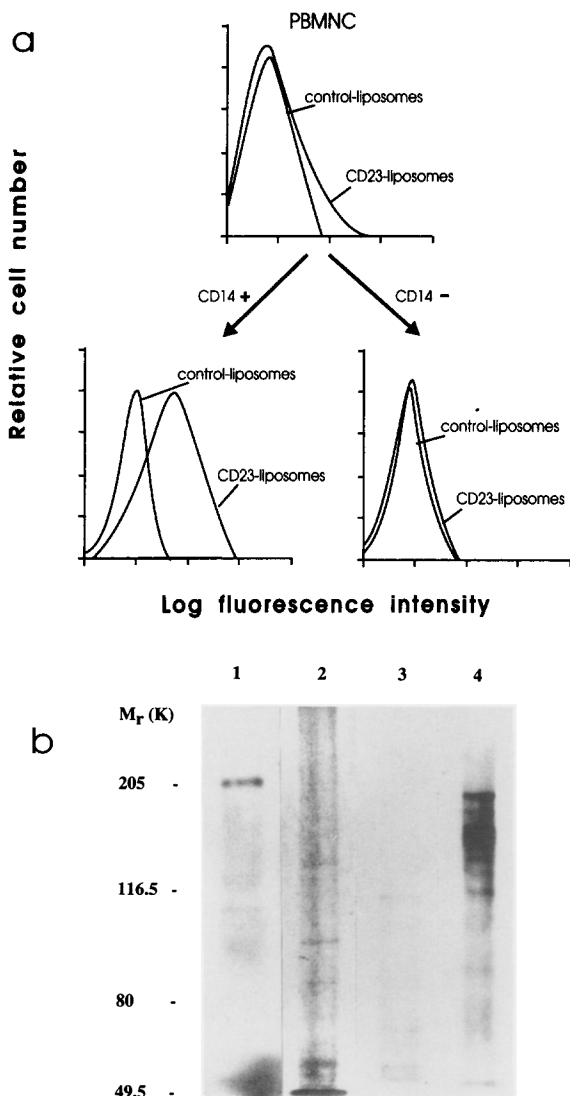 a
PBMNC
control-liposomes
CD23-liposomes
Relative cell number
CD14 +
CD14 -
control-liposomes
CD23-liposomes
control-liposomes
CD23-liposomes
Log fluorescence intensity
b
1 2 3 4
Mr (K)
205 -
116.5 -
80 -
49.5 -